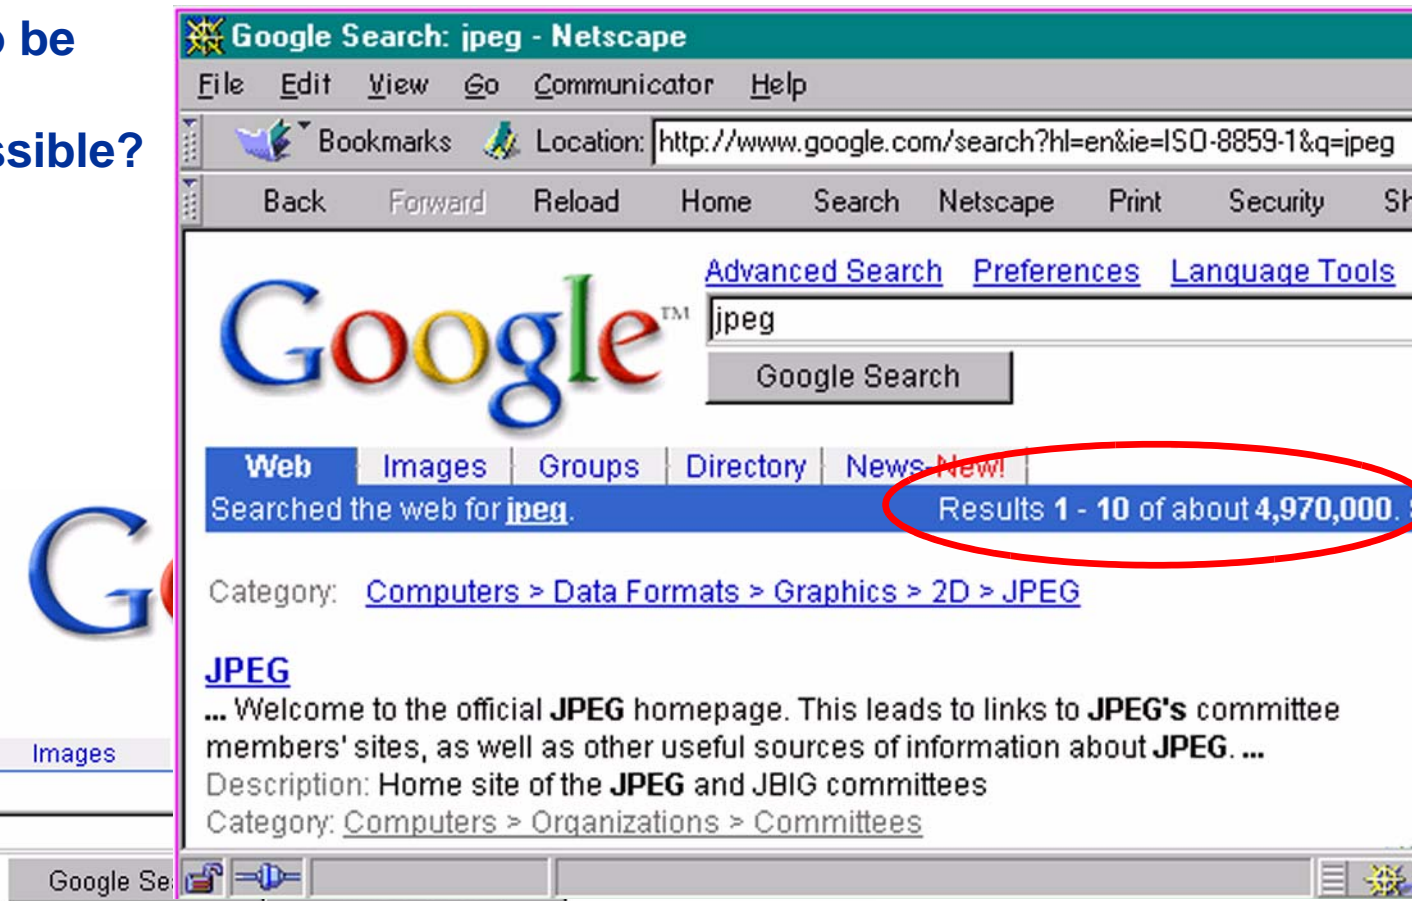 be
ssible?
Google Search: jpeg - Netscape
File Edit View Go Communicator Help
Bookmarks Location: http://www.google.com/search?hl=en&ie=ISO-8859-1&q=jpeg
Back Forward Reload Home Search Netscape Print Security Sh
Advanced Search Preferences Language Tools
Google™
jpeg
Google Search
Web Images Groups Directory News-New!
Searched the web for jpeg. Results 1 - 10 of about 4,970,000.
Category: Computers > Data Formats > Graphics > 2D > JPEG
JPEG
... Welcome to the official JPEG homepage. This leads to links to JPEG's committee
members' sites, as well as other useful sources of information about JPEG. ...
Description: Home site of the JPEG and JBIG committees
Category: Computers > Organizations > Committees
G
Images
Google Se